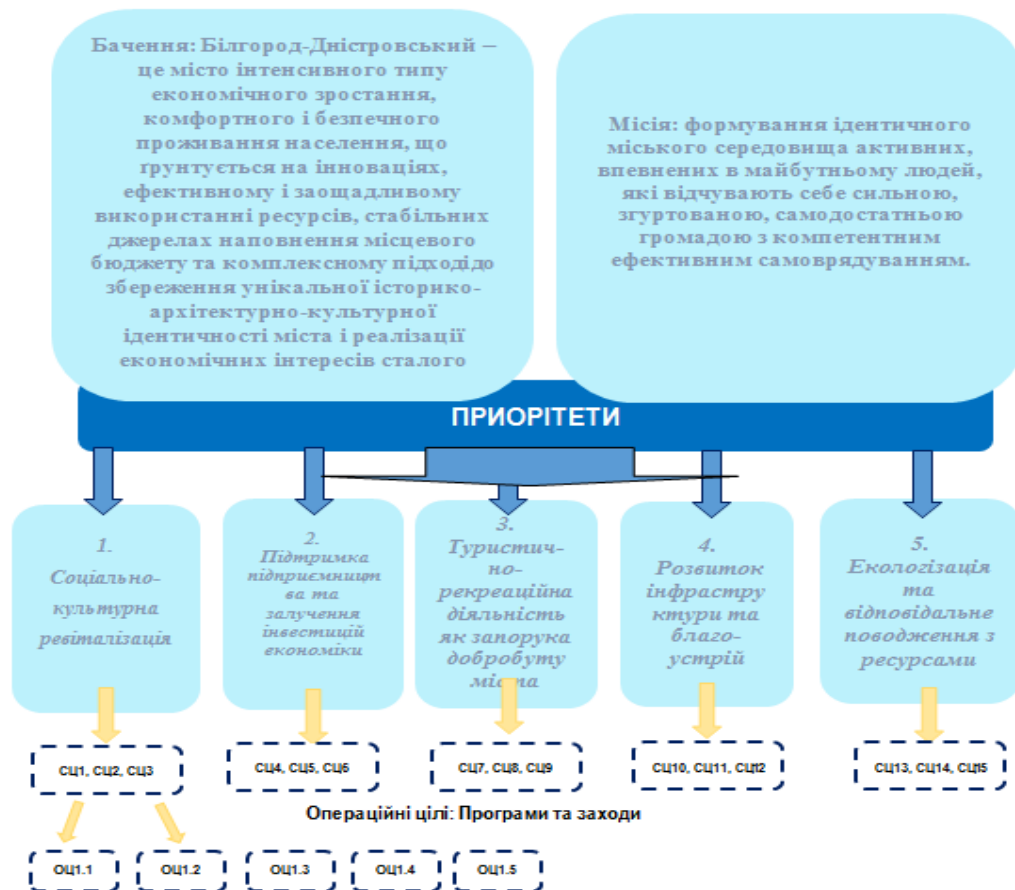 Бачення: Білгород-Дністровський –
це місто інтенсивного типу
економічного зростання,
комфортного і безпечного
проживання населення, що
ґрунтується на інноваціях,
ефективному і заощадливому
використанні ресурсів, стабільних
джерелах наповнення місцевого
бюджету та комплексному підходідо
збереження унікальної історико-
архітектурно-культурної
ідентичності міста і реалізації
економічних інтересів сталого
Місія: формування ідентичного
міського середовища активних,
впевнених в майбутньому людей,
які відчувають себе сильною,
згуртованою, самодостатньою
громадою з компетентним
ефективним самоврядуванням.
ПРИОРІТЕТИ
1.
Соціально-
культурна
ревіталізація
2.
Підтримка
підприємницт
ва та
залучення
інвестицій
економіки
3.
Туристич-
но-
рекреаційна
діяльність
як запорука
добробуту
міста
4.
Розвиток
інфрастру
ктури та
благо-
устрій
5.
Екологізація
та
відповідальне
поводження з
ресурсами
СЦ1, СЦ2, СЦ3
СЦ4, СЦ5, СЦ6
СЦ7, СЦ8, СЦ9
СЦ10, СЦ11, СЦ12
СЦ13, СЦ14, СЦ15
Операційні цілі: Програми та заходи
ОЦ1.1
ОЦ1.2
ОЦ1.3
ОЦ1.4
ОЦ1.5